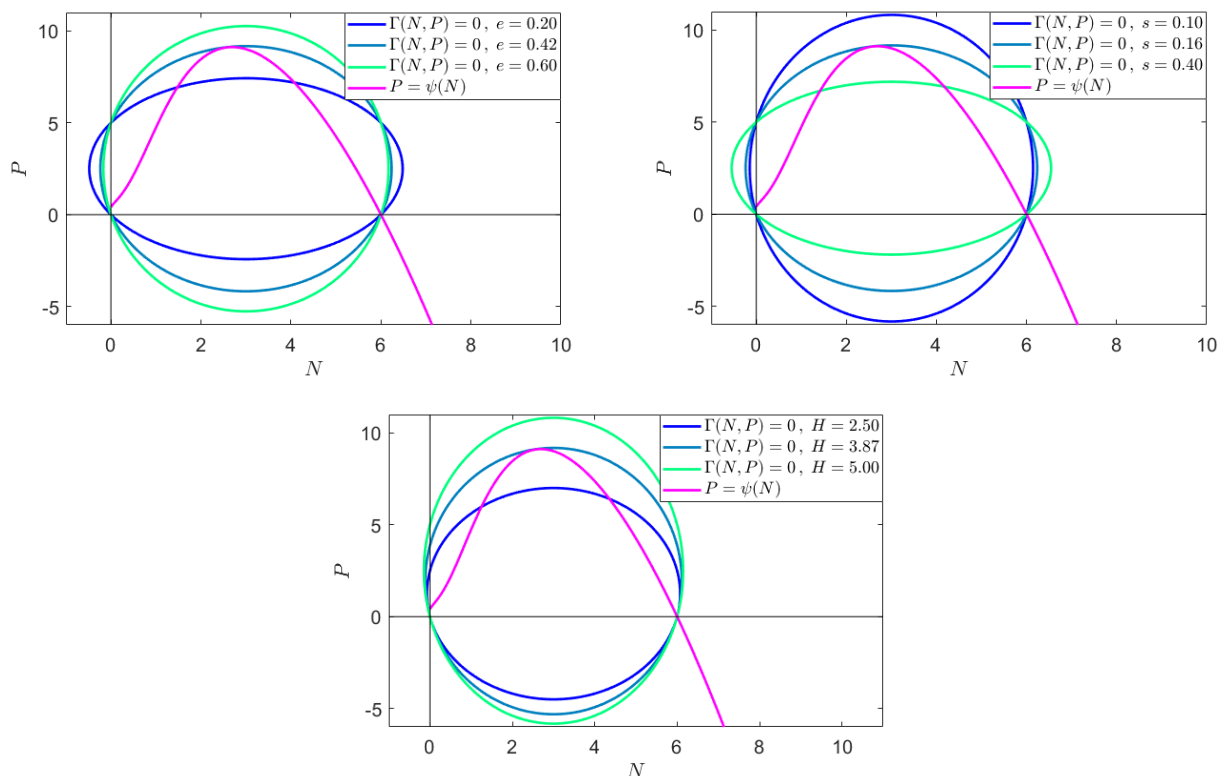 Γ(N, P) = 0 , e = 0.20
Γ(N, P) = 0 , e = 0.42
Γ(N, P) = 0 , e = 0.60
P = ψ(N)
10
5
0
-5
P
0 2 4 6 8 10
N
Γ(N, P) = 0 , s = 0.10
Γ(N, P) = 0 , s = 0.16
Γ(N, P) = 0 , s = 0.40
P = ψ(N)
10
5
0
-5
P
0 2 4 6 8 10
N
Γ(N, P) = 0 , H = 2.50
Γ(N, P) = 0 , H = 3.87
Γ(N, P) = 0 , H = 5.00
P = ψ(N)
10
5
0
-5
P
0 2 4 6 8 10
N